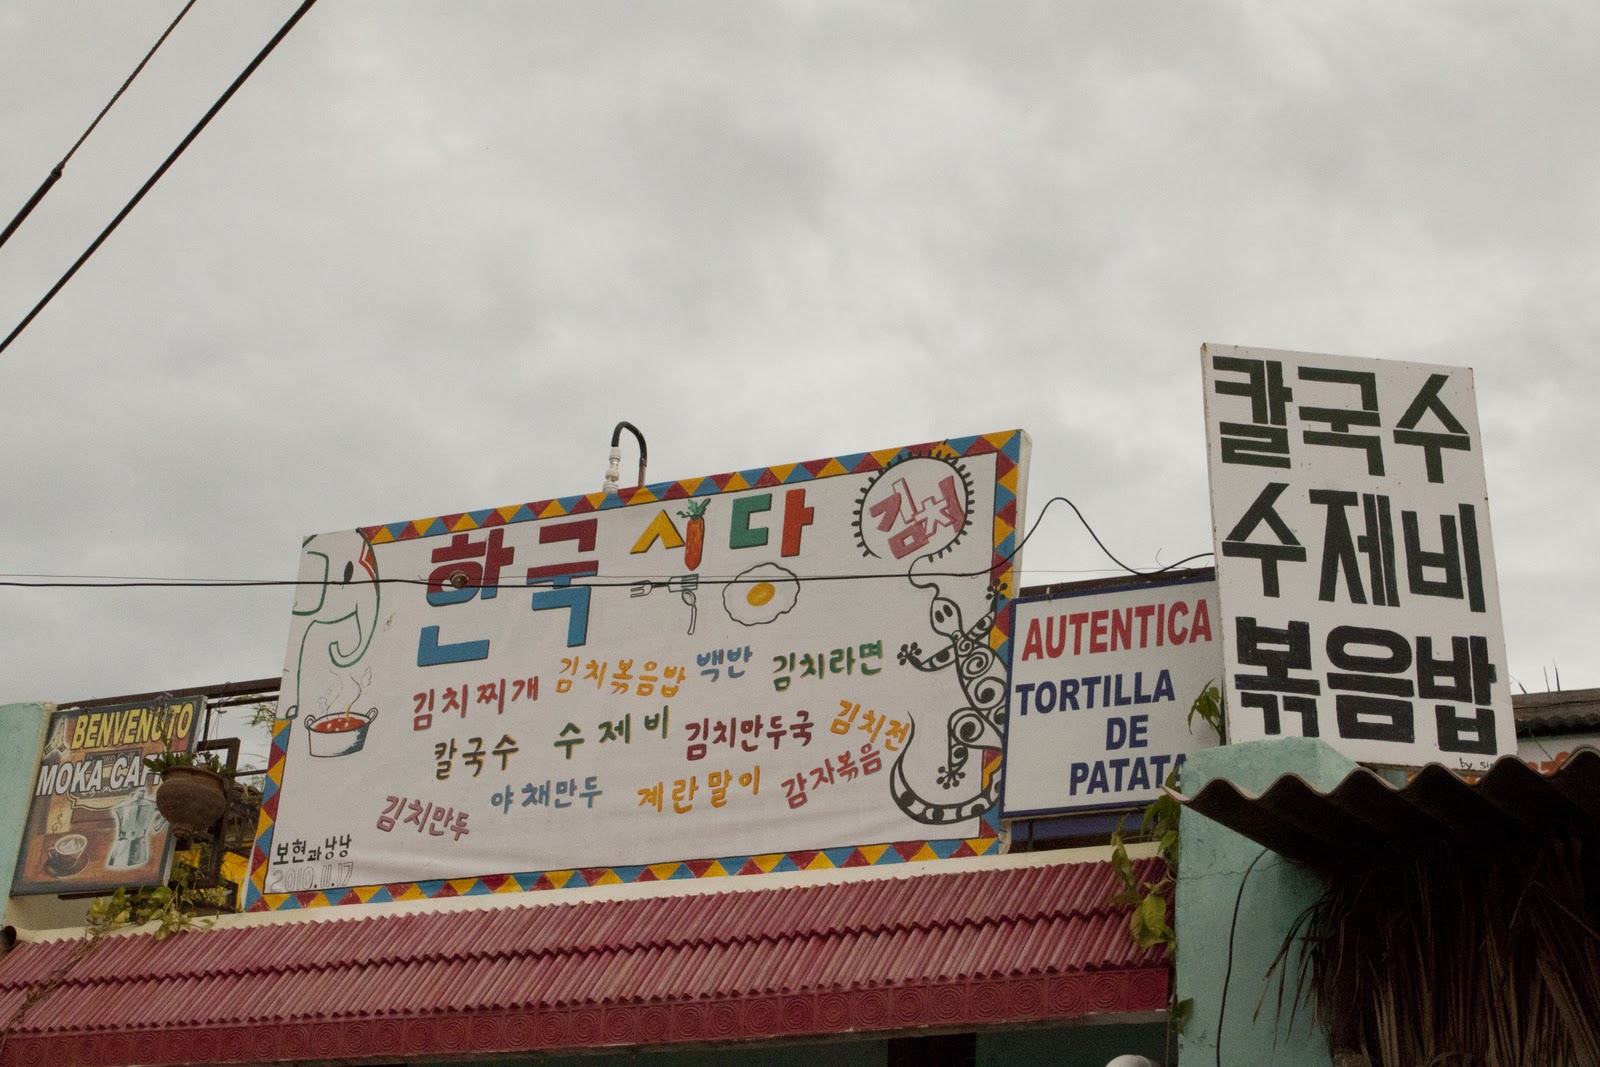 BENVENUTO
MOKA CAF
한국 식당
김치
김치찌개 김치볶음밥 백반 김치라면
칼국수 수제비 김치만두국 김치전
김치만두 야채만두 계란말이 감자볶음
보현과낭낭
2010.11.17
AUTENTICA
TORTILLA
DE
PATATA
칼국수
수제비
볶음밥
by